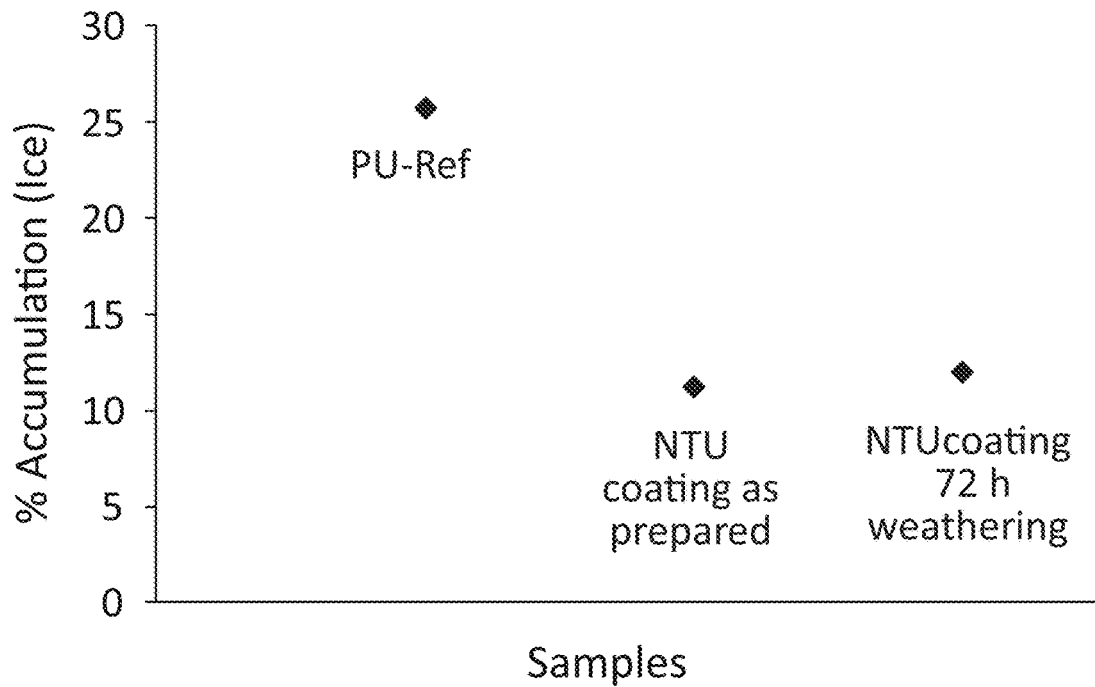 30
25
20
15
10
5
0
% Accumulation (Ice)
PU-Ref
NTU
coating as
prepared
NTUcoating
72 h
weathering
Samples